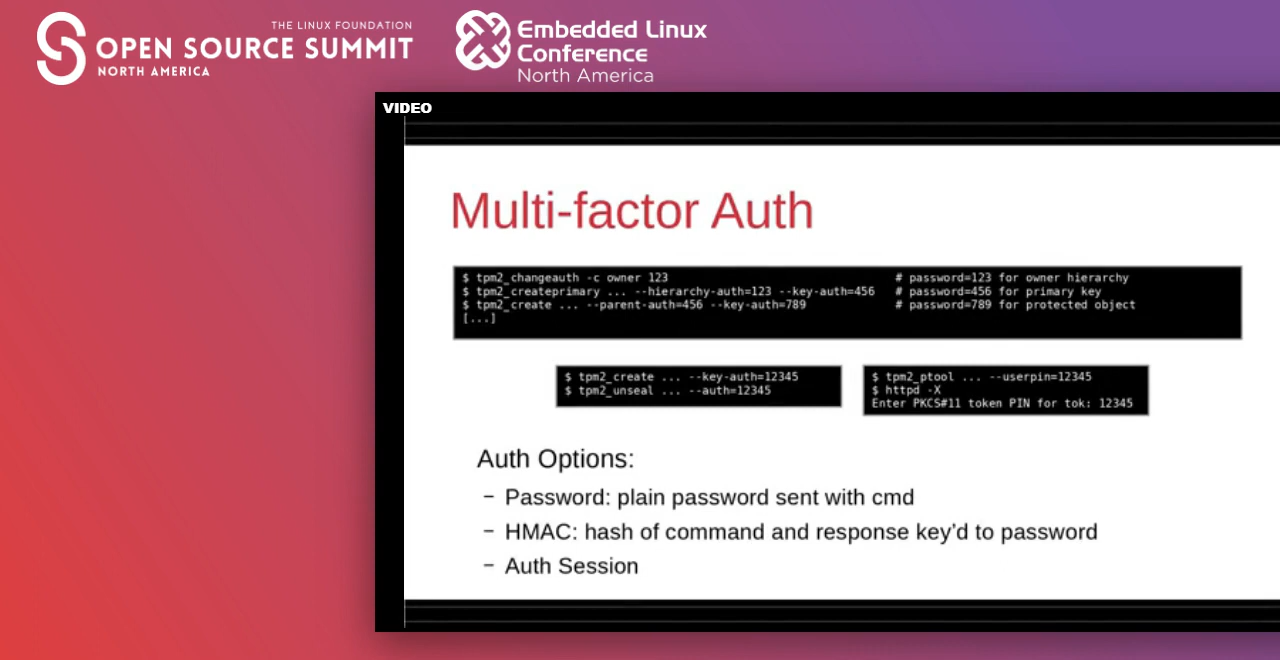 THE LINUX FOUNDATION
OPEN SOURCE SUMMIT
NORTH AMERICA
Embedded Linux
Conference
North America
VIDEO
Multi-factor Auth
$ tpm2_changeauth -c owner 123 # password=123 for owner hierarchy
$ tpm2_createprimary ... --hierarchy-auth=123 --key-auth=456 # password=456 for primary key
$ tpm2_create ... --parent-auth=456 --key-auth=789 # password=789 for protected object
[...]
$ tpm2_create ... --key-auth=12345
$ tpm2_unseal ... --auth=12345
$ tpm2_ptool ... --userpin=12345
$ httpd -X
Enter PKCS#11 token PIN for tok: 12345
Auth Options:
– Password: plain password sent with cmd
– HMAC: hash of command and response key’d to password
– Auth Session